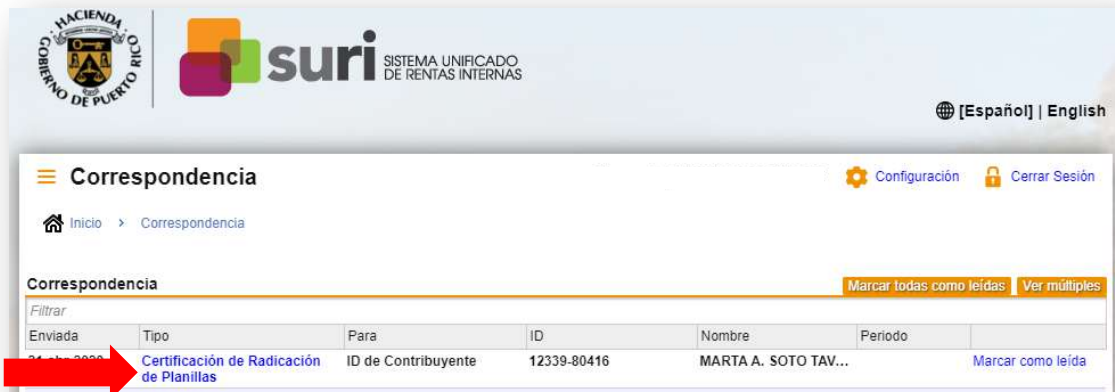 HACIENDA
GOBIERNO DE PUERTO RICO
suri SISTEMA UNIFICADO
DE RENTAS INTERNAS
[Español] | English
Correspondencia
Configuración Cerrar Sesión
Inicio > Correspondencia
Correspondencia Marcar todas como leídas Ver múltiples
Filtrar
Enviada Tipo Para ID Nombre Periodo
Certificación de Radicación ID de Contribuyente 12339-80416 MARTA A. SOTO TAV... Marcar como leída
de Planillas